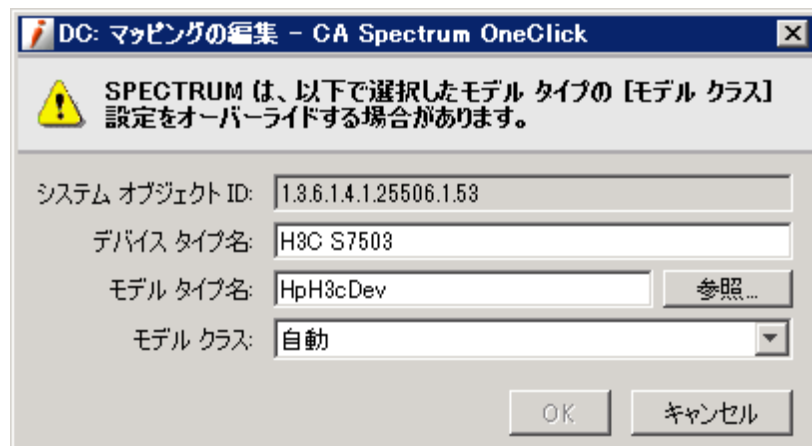 DC: マッピングの編集 - CA Spectrum OneClick
SPECTRUM は、以下で選択したモデル タイプの [モデル クラス]
設定をオーバーライドする場合があります。
システム オブジェクト ID: 1.3.6.1.4.1.25506.1.53
デバイス タイプ名: H3C S7503
モデル タイプ名: HpH3cDev 参照...
モデル クラス: 自動
OK キャンセル